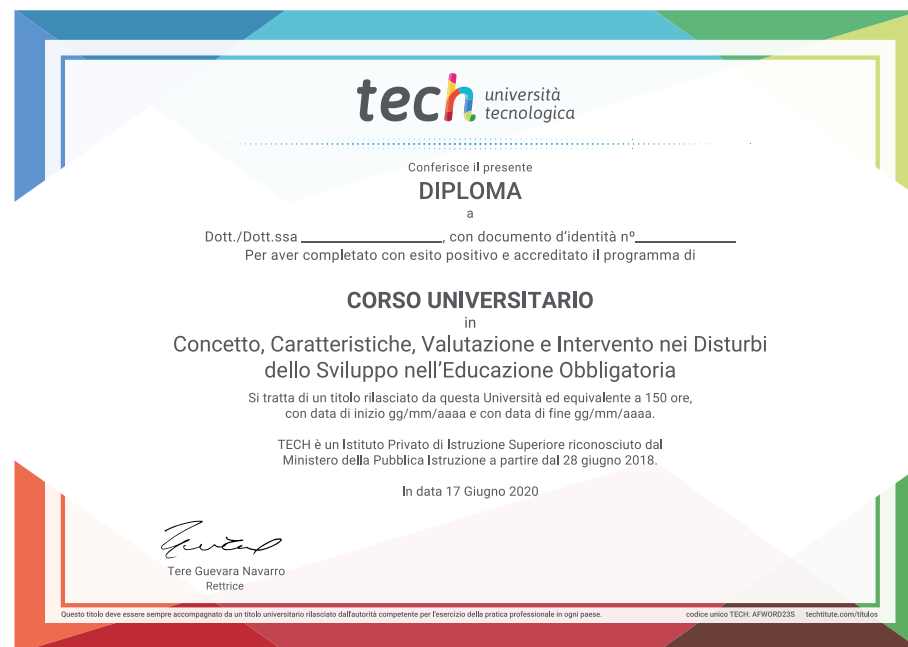 tech università
tecnologica
Conferisce il presente
DIPLOMA
a
Dott./Dott.ssa ____________________, con documento d'identità nº______________
Per aver completato con esito positivo e accreditato il programma di
CORSO UNIVERSITARIO
in
Concetto, Caratteristiche, Valutazione e Intervento nei Disturbi
dello Sviluppo nell'Educazione Obbligatoria
Si tratta di un titolo rilasciato da questa Università ed equivalente a 150 ore,
con data di inizio gg/mm/aaaa e con data di fine gg/mm/aaaa.
TECH è un Istituto Privato di Istruzione Superiore riconosciuto dal
Ministero della Pubblica Istruzione a partire dal 28 giugno 2018.
In data 17 Giugno 2020
Tere Guevara Navarro
Rettrice
Questo titolo deve essere sempre accompagnato da un titolo universitario rilasciato dall'autorità competente per l'esercizio della pratica professionale in ogni paese. codice unico TECH: AFWORD23S techtitute.com/titulos